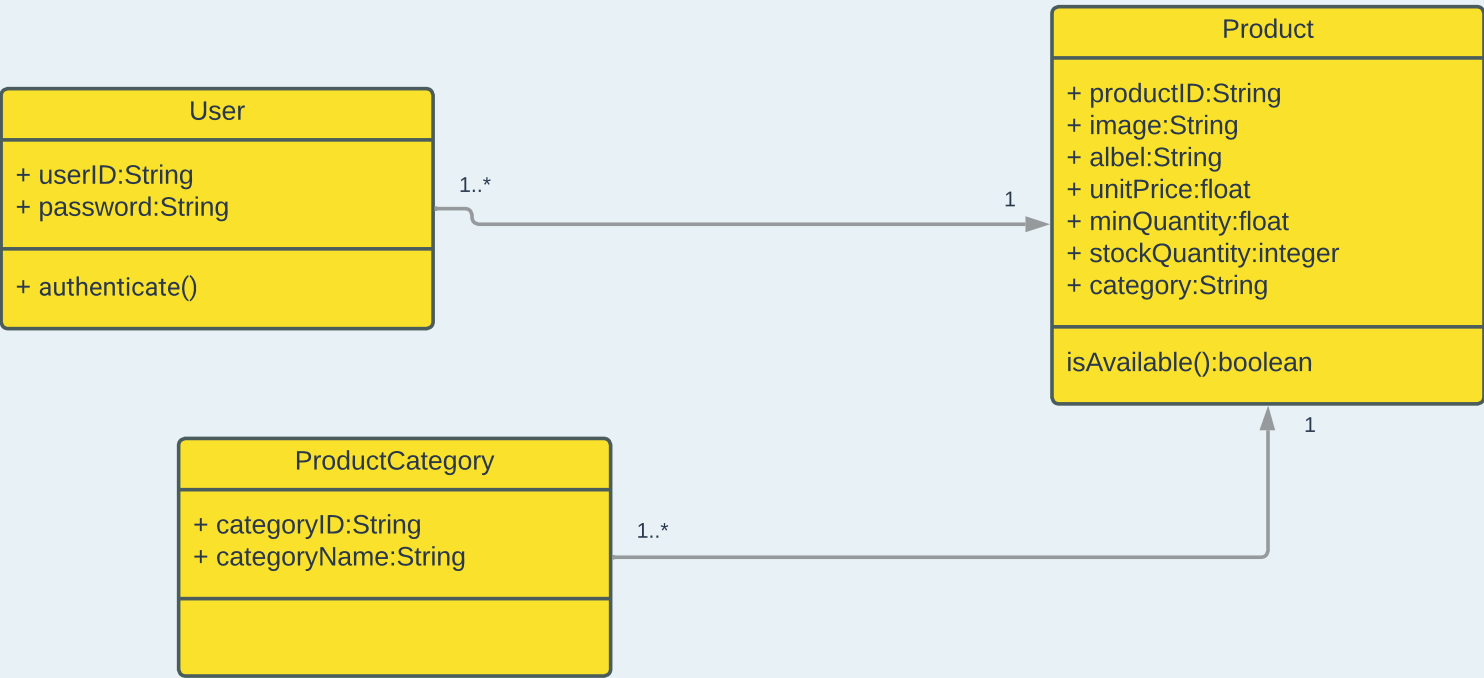 User
+ userID:String
+ password:String
+ authenticate()
1..*
1
Product
+ productID:String
+ image:String
+ albel:String
+ unitPrice:float
+ minQuantity:float
+ stockQuantity:integer
+ category:String
isAvailable():boolean
1
ProductCategory
+ categoryID:String
+ categoryName:String
1..*